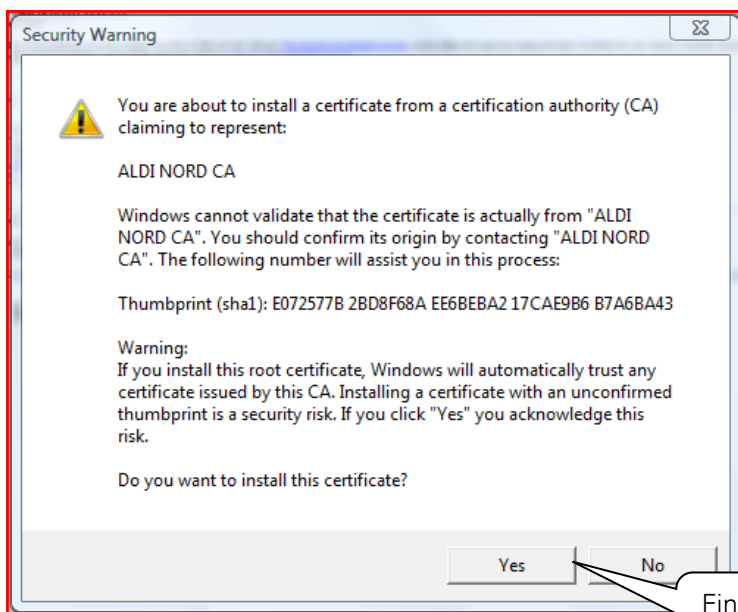 Security Warning
You are about to install a certificate from a certification authority (CA)
claiming to represent:
ALDI NORD CA
Windows cannot validate that the certificate is actually from "ALDI
NORD CA". You should confirm its origin by contacting "ALDI NORD
CA". The following number will assist you in this process:
Thumbprint (sha1): E072577B 2BD8F68A EE6BEBA2 17CAE9B6 B7A6BA43
Warning:
If you install this root certificate, Windows will automatically trust any
certificate issued by this CA. Installing a certificate with an unconfirmed
thumbprint is a security risk. If you click "Yes" you acknowledge this
risk.
Do you want to install this certificate?
Yes
No